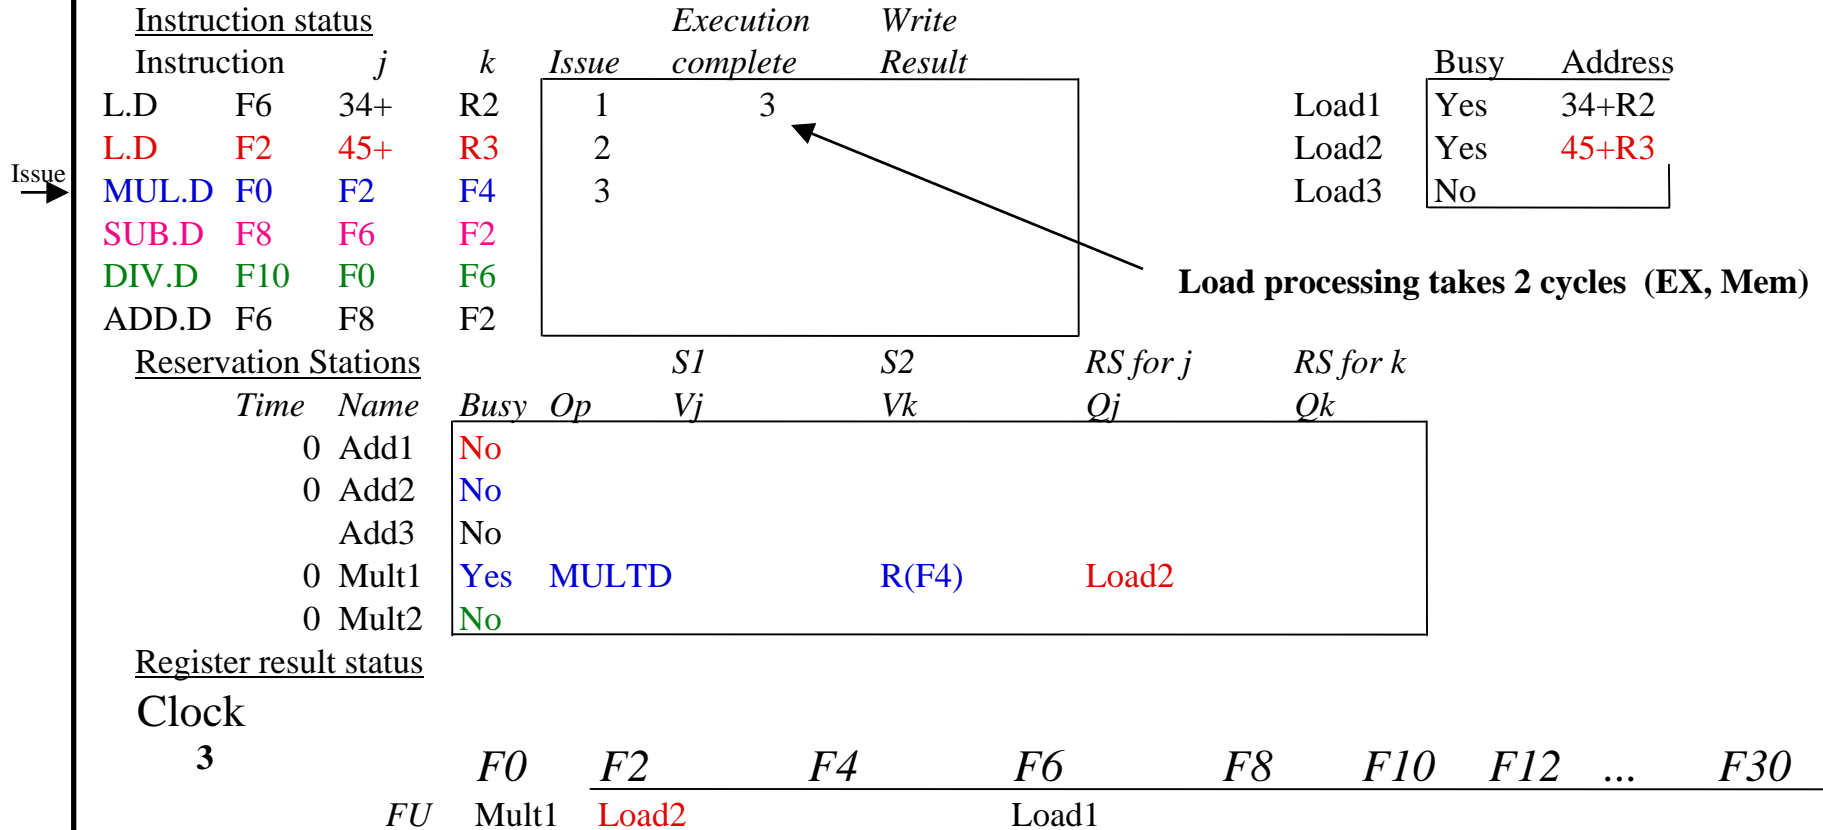 Instruction status Execution Write
Instruction j k Issue complete Result Busy Address
L.D F6 34+ R2 1 3 Load1 Yes 34+R2
L.D F2 45+ R3 2 Load2 Yes 45+R3
Issue
MUL.D F0 F2 F4 3 Load3 No
SUB.D F8 F6 F2
DIV.D F10 F0 F6 Load processing takes 2 cycles (EX, Mem)
ADD.D F6 F8 F2
Reservation Stations S1 S2 RS for j RS for k
Time Name Busy Op Vj Vk Qj Qk
0 Add1 No
0 Add2 No
Add3 No
0 Mult1 Yes MULTD R(F4) Load2
0 Mult2 No
Register result status
Clock
3 F0 F2 F4 F6 F8 F10 F12 ... F30
FU Mult1 Load2 Load1